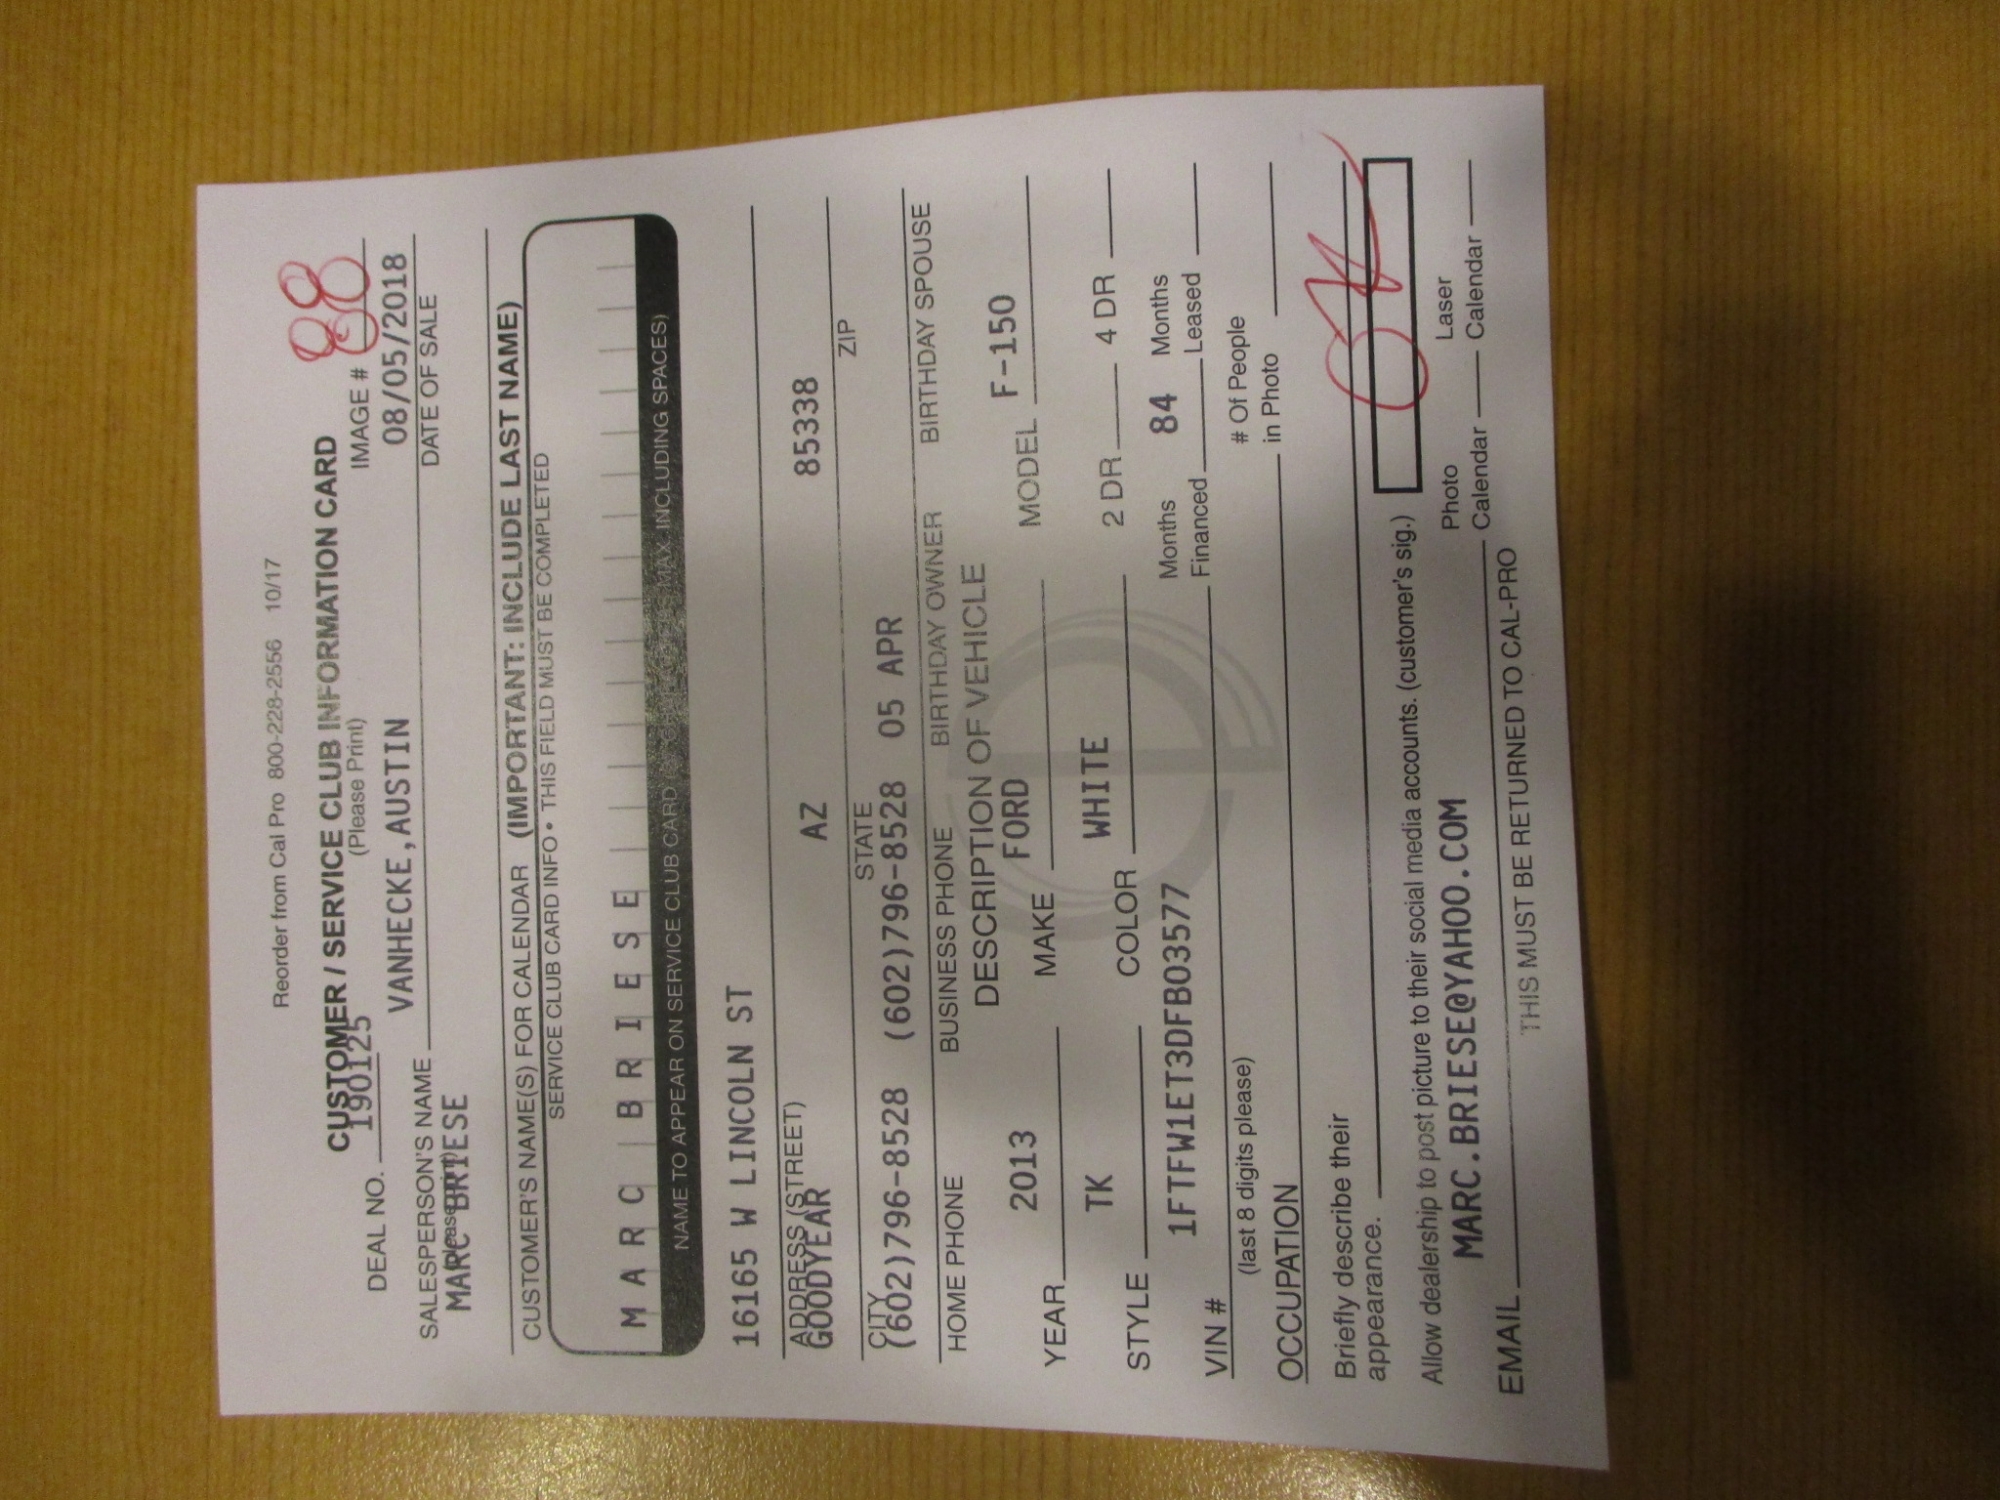 Reorder from Cal Pro 800-228-2556 10/17
CUSTOMER / SERVICE CLUB INFORMATION CARD
(Please Print)
DEAL NO. 190125 IMAGE # 88
VANHECKE,AUSTIN 08/05/2018
SALESPERSON'S NAME DATE OF SALE
(please print)
MARC BRIESE
CUSTOMER'S NAME(S) FOR CALENDAR (IMPORTANT: INCLUDE LAST NAME)
SERVICE CLUB CARD INFO • THIS FIELD MUST BE COMPLETED
MARC BRIESE
NAME TO APPEAR ON SERVICE CLUB CARD MAX. INCLUDING SPACES)
16165 W LINCOLN ST
ADDRESS (STREET)
GOODYEAR AZ 85338
CITY STATE ZIP
(602)796-8528 (602)796-8528 05 APR
HOME PHONE BUSINESS PHONE BIRTHDAY OWNER BIRTHDAY SPOUSE
DESCRIPTION OF VEHICLE
YEAR 2013 MAKE FORD MODEL F-150
STYLE TK COLOR WHITE 2 DR 4 DR
VIN # 1FTFW1ET3DFB03577 Months Financed 84 Months Leased
(last 8 digits please)
OCCUPATION # Of People in Photo
Briefly describe their
appearance.
Allow dealership to post picture to their social media accounts. (customer's sig.)
EMAIL MARC.BRIESE@YAHOO.COM Photo Calendar Laser Calendar
THIS MUST BE RETURNED TO CAL-PRO